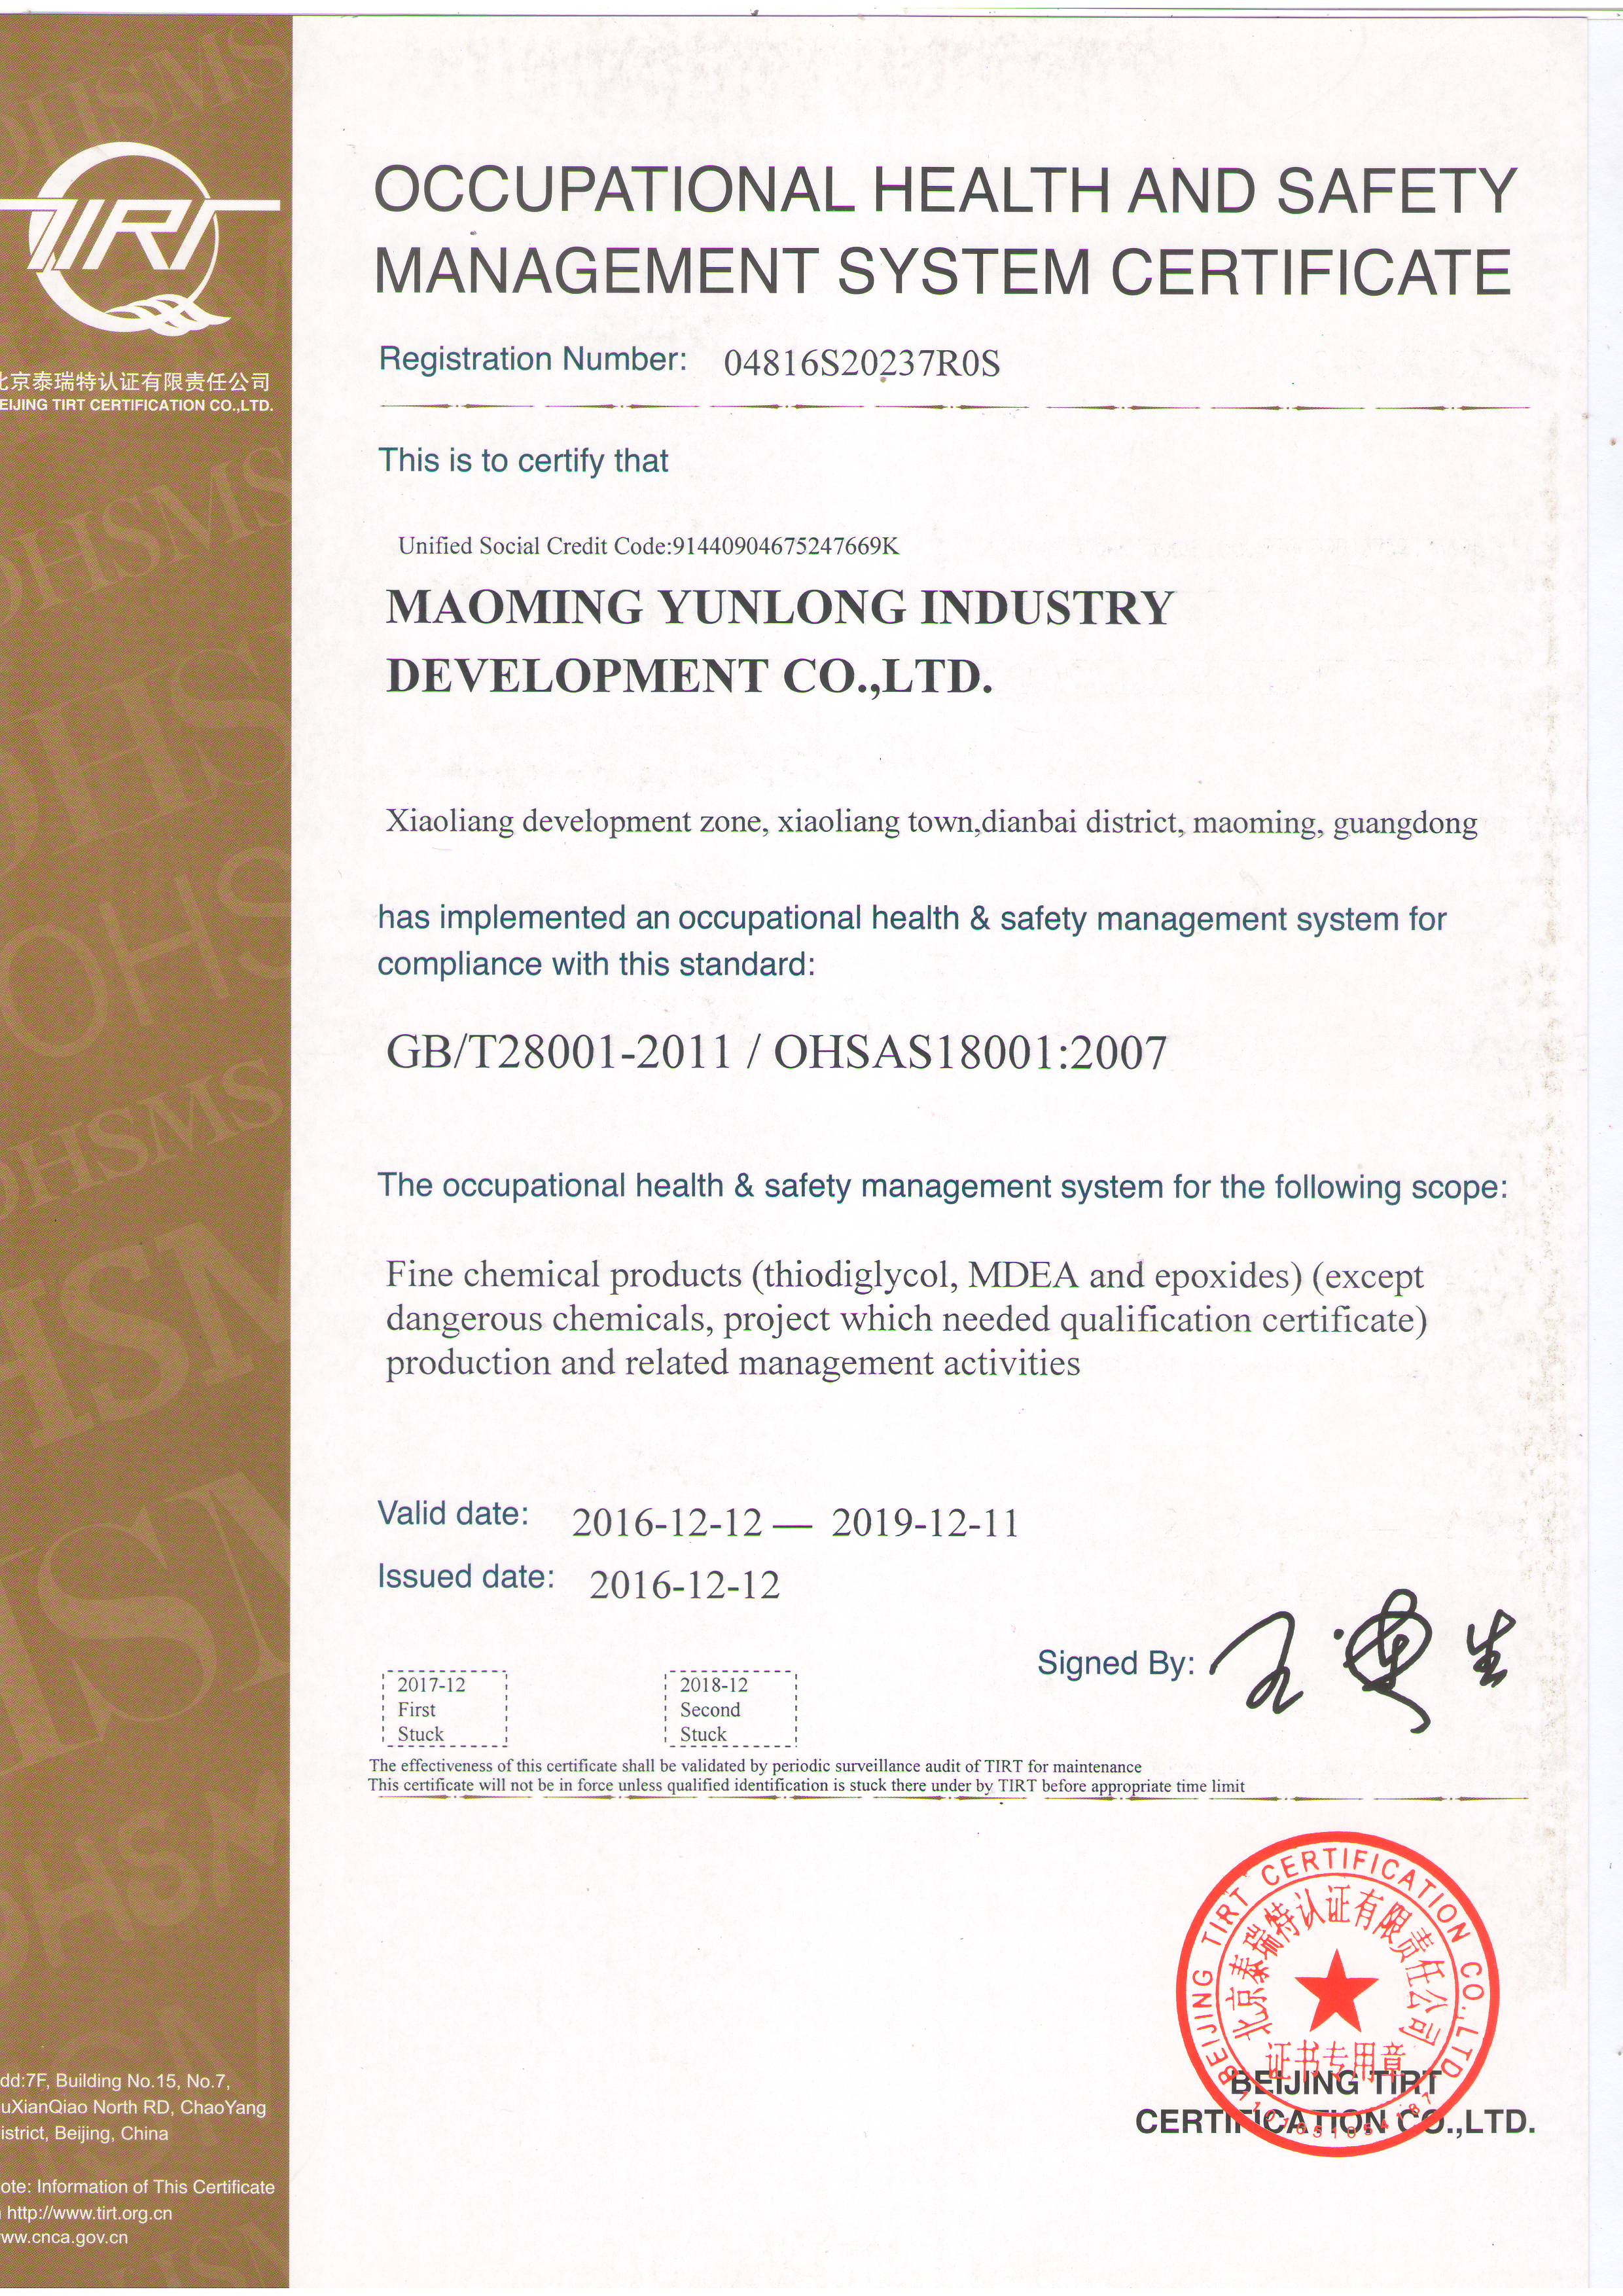 TIRT
北京泰瑞特认证有限责任公司
EIJING TIRT CERTIFICATION CO.,LTD.
OCCUPATIONAL HEALTH AND SAFETY
MANAGEMENT SYSTEM CERTIFICATE
Registration Number: 04816S20237R0S
This is to certify that
Unified Social Credit Code:91440904675247669K
MAOMING YUNLONG INDUSTRY
DEVELOPMENT CO.,LTD.
Xiaoliang development zone, xiaoliang town,dianbai district, maoming, guangdong
has implemented an occupational health & safety management system for
compliance with this standard:
GB/T28001-2011 / OHSAS18001:2007
The occupational health & safety management system for the following scope:
Fine chemical products (thiodiglycol, MDEA and epoxides) (except
dangerous chemicals, project which needed qualification certificate)
production and related management activities
Valid date: 2016-12-12 — 2019-12-11
Issued date: 2016-12-12
Signed By:
2017-12
First
Stuck
2018-12
Second
Stuck
The effectiveness of this certificate shall be validated by periodic surveillance audit of TIRT for maintenance
This certificate will not be in force unless qualified identification is stuck there under by TIRT before appropriate time limit
BEIJING TIRT CERTIFICATION CO.,LTD
北京泰瑞特认证有限责任公司
证书专用章
BEIJING TIRT
CERTIFICATION CO.,LTD.
dd:7F, Building No.15, No.7,
uXianQiao North RD, ChaoYang
istrict, Beijing, China
ote: Information of This Certificate
http://www.tirt.org.cn
ww.cnca.gov.cn